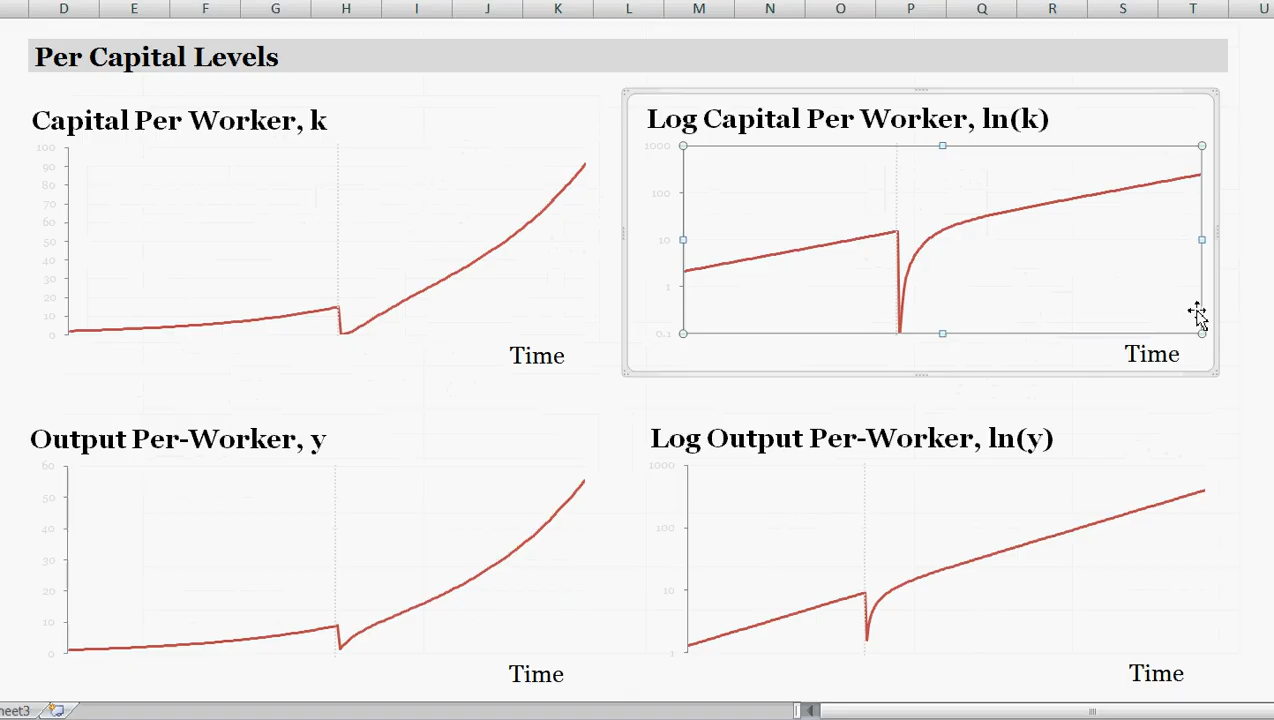 D E F G H I J K L M N O P Q R S T U
Per Capital Levels
Capital Per Worker, k
100
90
80
70
60
50
40
30
20
10
0
Time
Log Capital Per Worker, ln(k)
1000
100
10
1
0.1
Time
Output Per-Worker, y
60
50
40
30
20
10
0
Time
Log Output Per-Worker, ln(y)
1000
100
10
1
Time
neet3